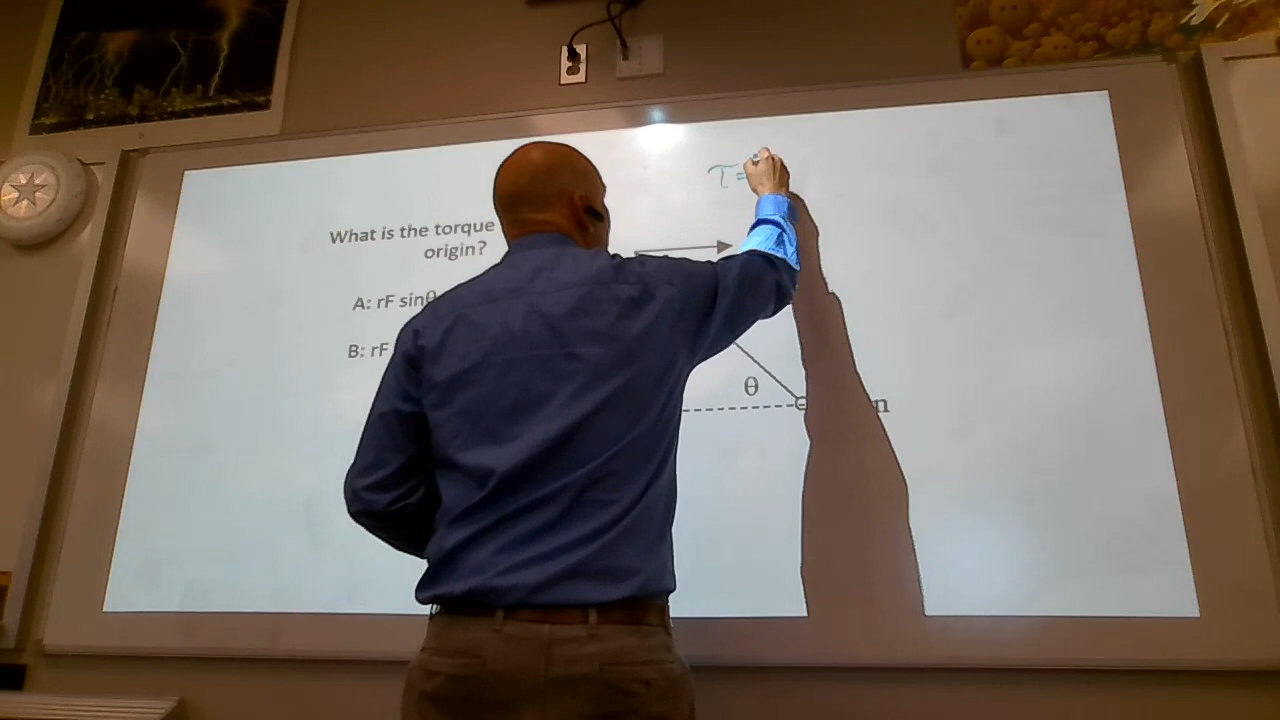 τ=
What is the torque
origin?
A: rF sinθ
B: rF
θ
n